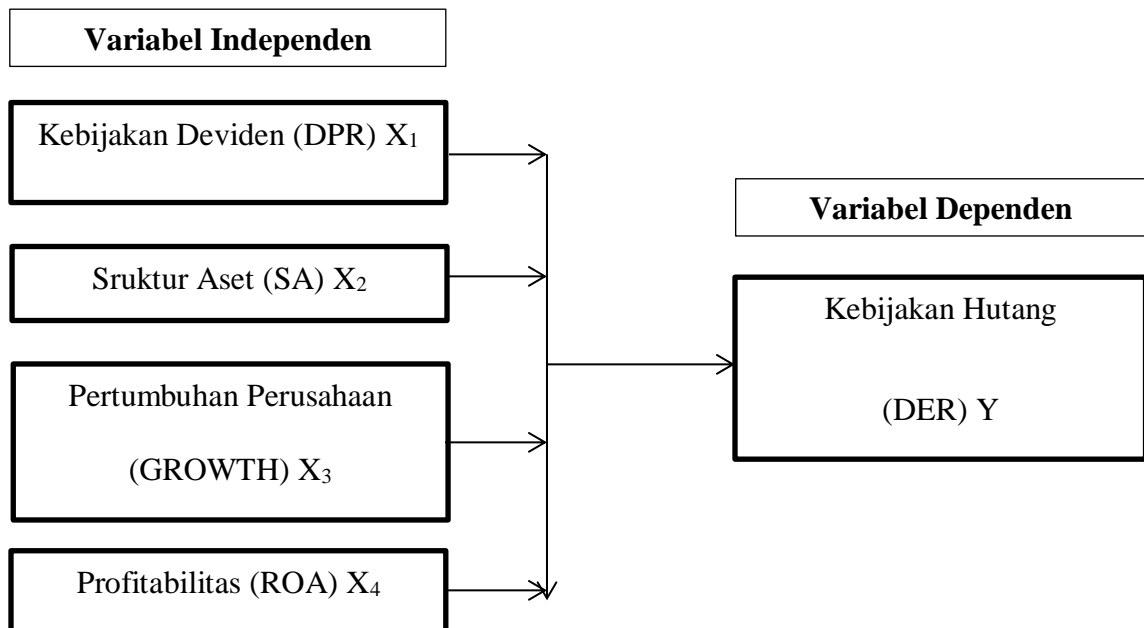 Variabel Independen
Kebijakan Deviden (DPR) X₁
Sruktur Aset (SA) X₂
Pertumbuhan Perusahaan
(GROWTH) X₃
Profitabilitas (ROA) X₄
Variabel Dependen
Kebijakan Hutang
(DER) Y